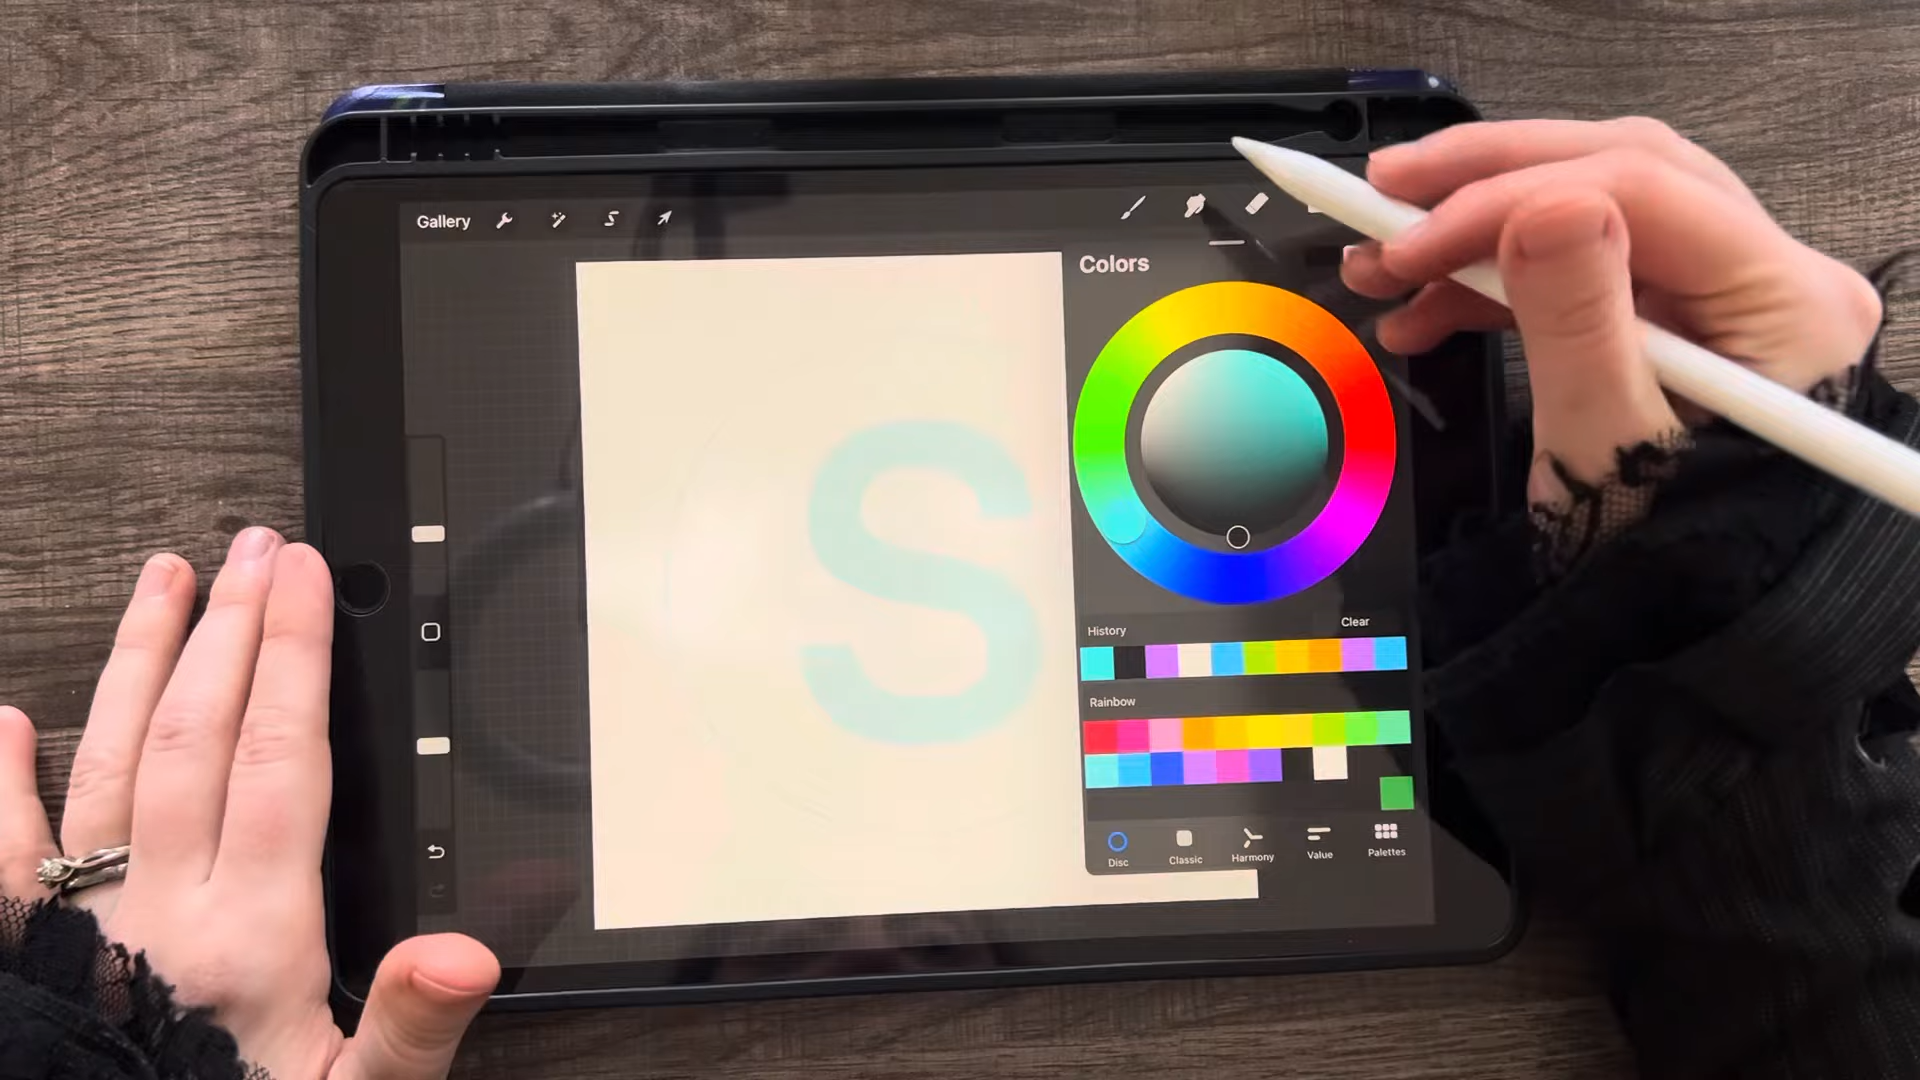 Gallery
Colors
S
History
Clear
Rainbow
Disc
Classic
Harmony
Value
Palettes